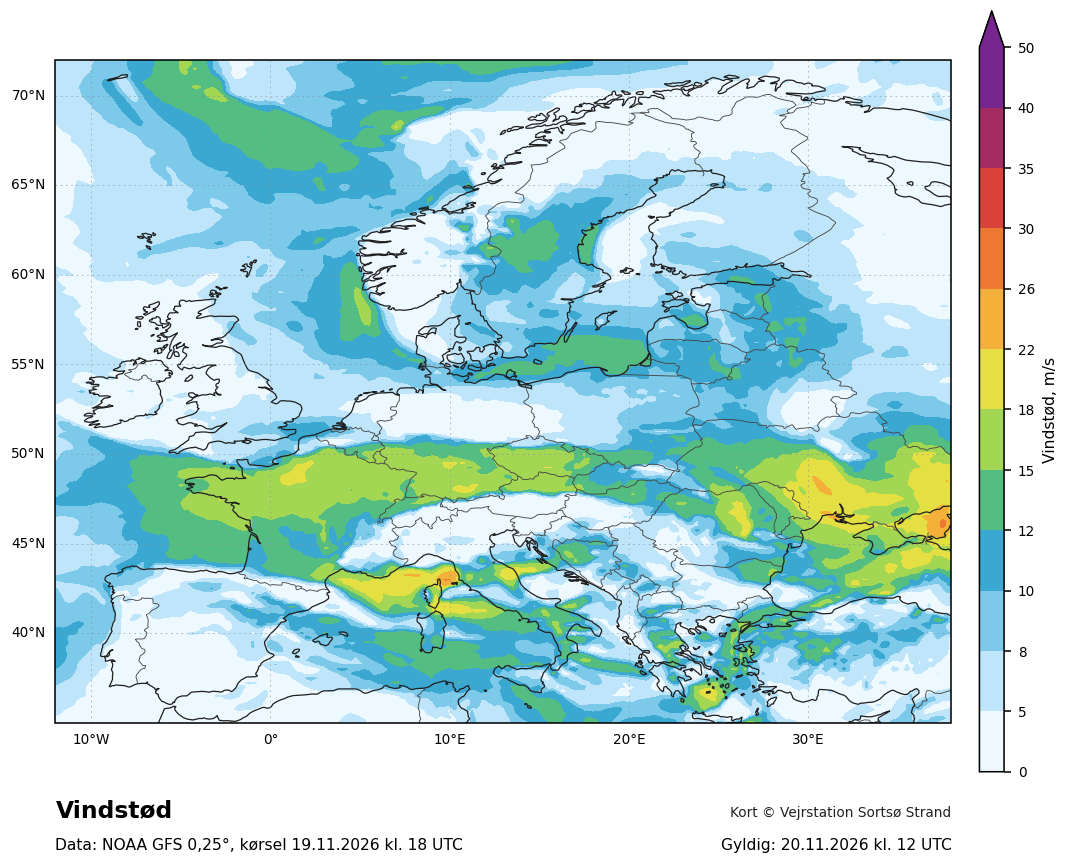 50
40
35
30
26
22
18
15
12
10
8
5
0
Vindstød, m/s
70°N
65°N
60°N
55°N
50°N
45°N
40°N
10°W
0°
10°E
20°E
30°E
Vindstød
Kort © Vejrstation Sortsø Strand
Data: NOAA GFS 0,25°, kørsel 19.11.2026 kl. 18 UTC
Gyldig: 20.11.2026 kl. 12 UTC